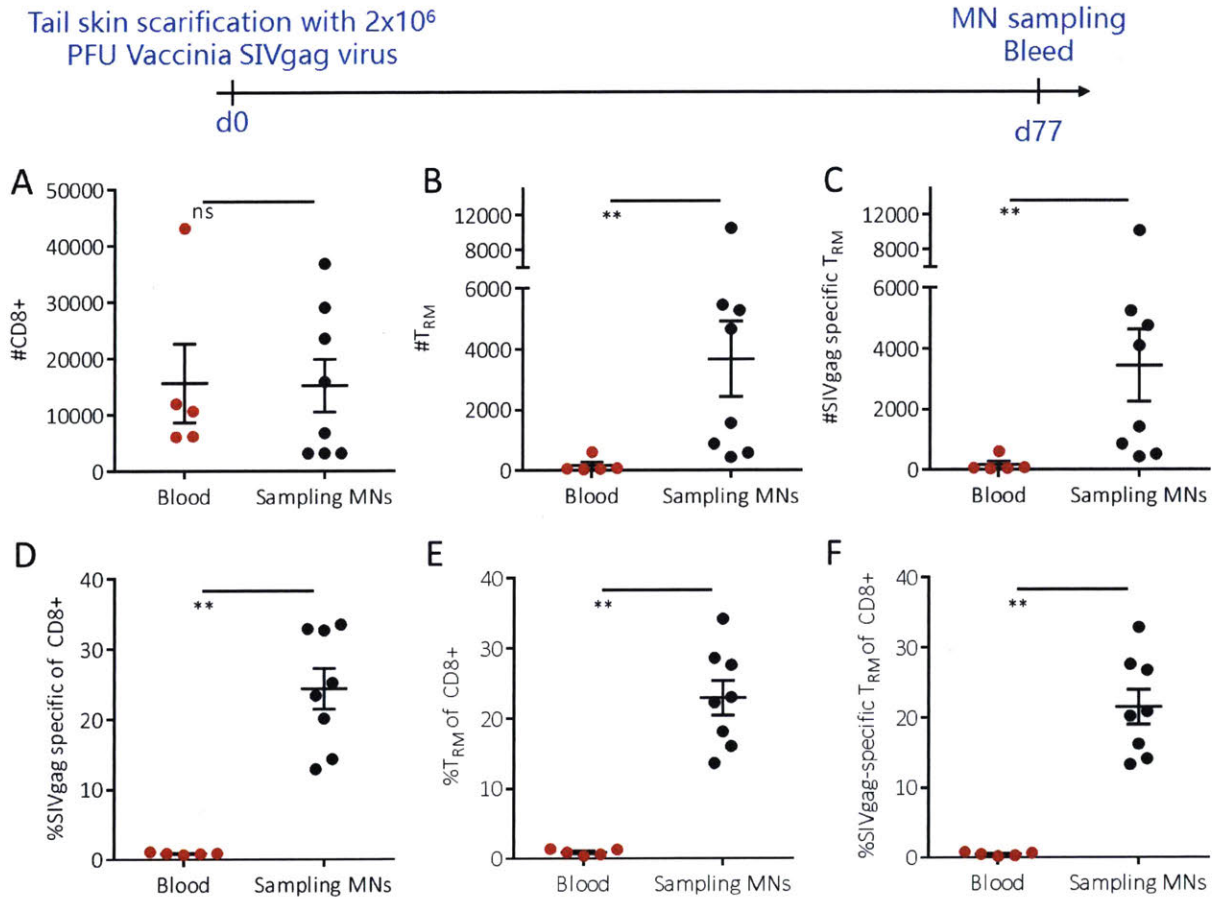 Tail skin scarification with 2x10⁶
PFU Vaccinia SIVgag virus
MN sampling
Bleed
d0
d77
A
#CD8+
50000
40000
30000
20000
10000
0
ns
Blood
Sampling MNs
B
#TRM
12000
8000
6000
4000
2000
0
**
Blood
Sampling MNs
C
#SIVgag specific TRM
12000
8000
6000
4000
2000
0
**
Blood
Sampling MNs
D
%SIVgag specific of CD8+
40
30
20
10
0
**
Blood
Sampling MNs
E
%TRM of CD8+
40
30
20
10
0
**
Blood
Sampling MNs
F
%SIVgag-specific TRM of CD8+
40
30
20
10
0
**
Blood
Sampling MNs